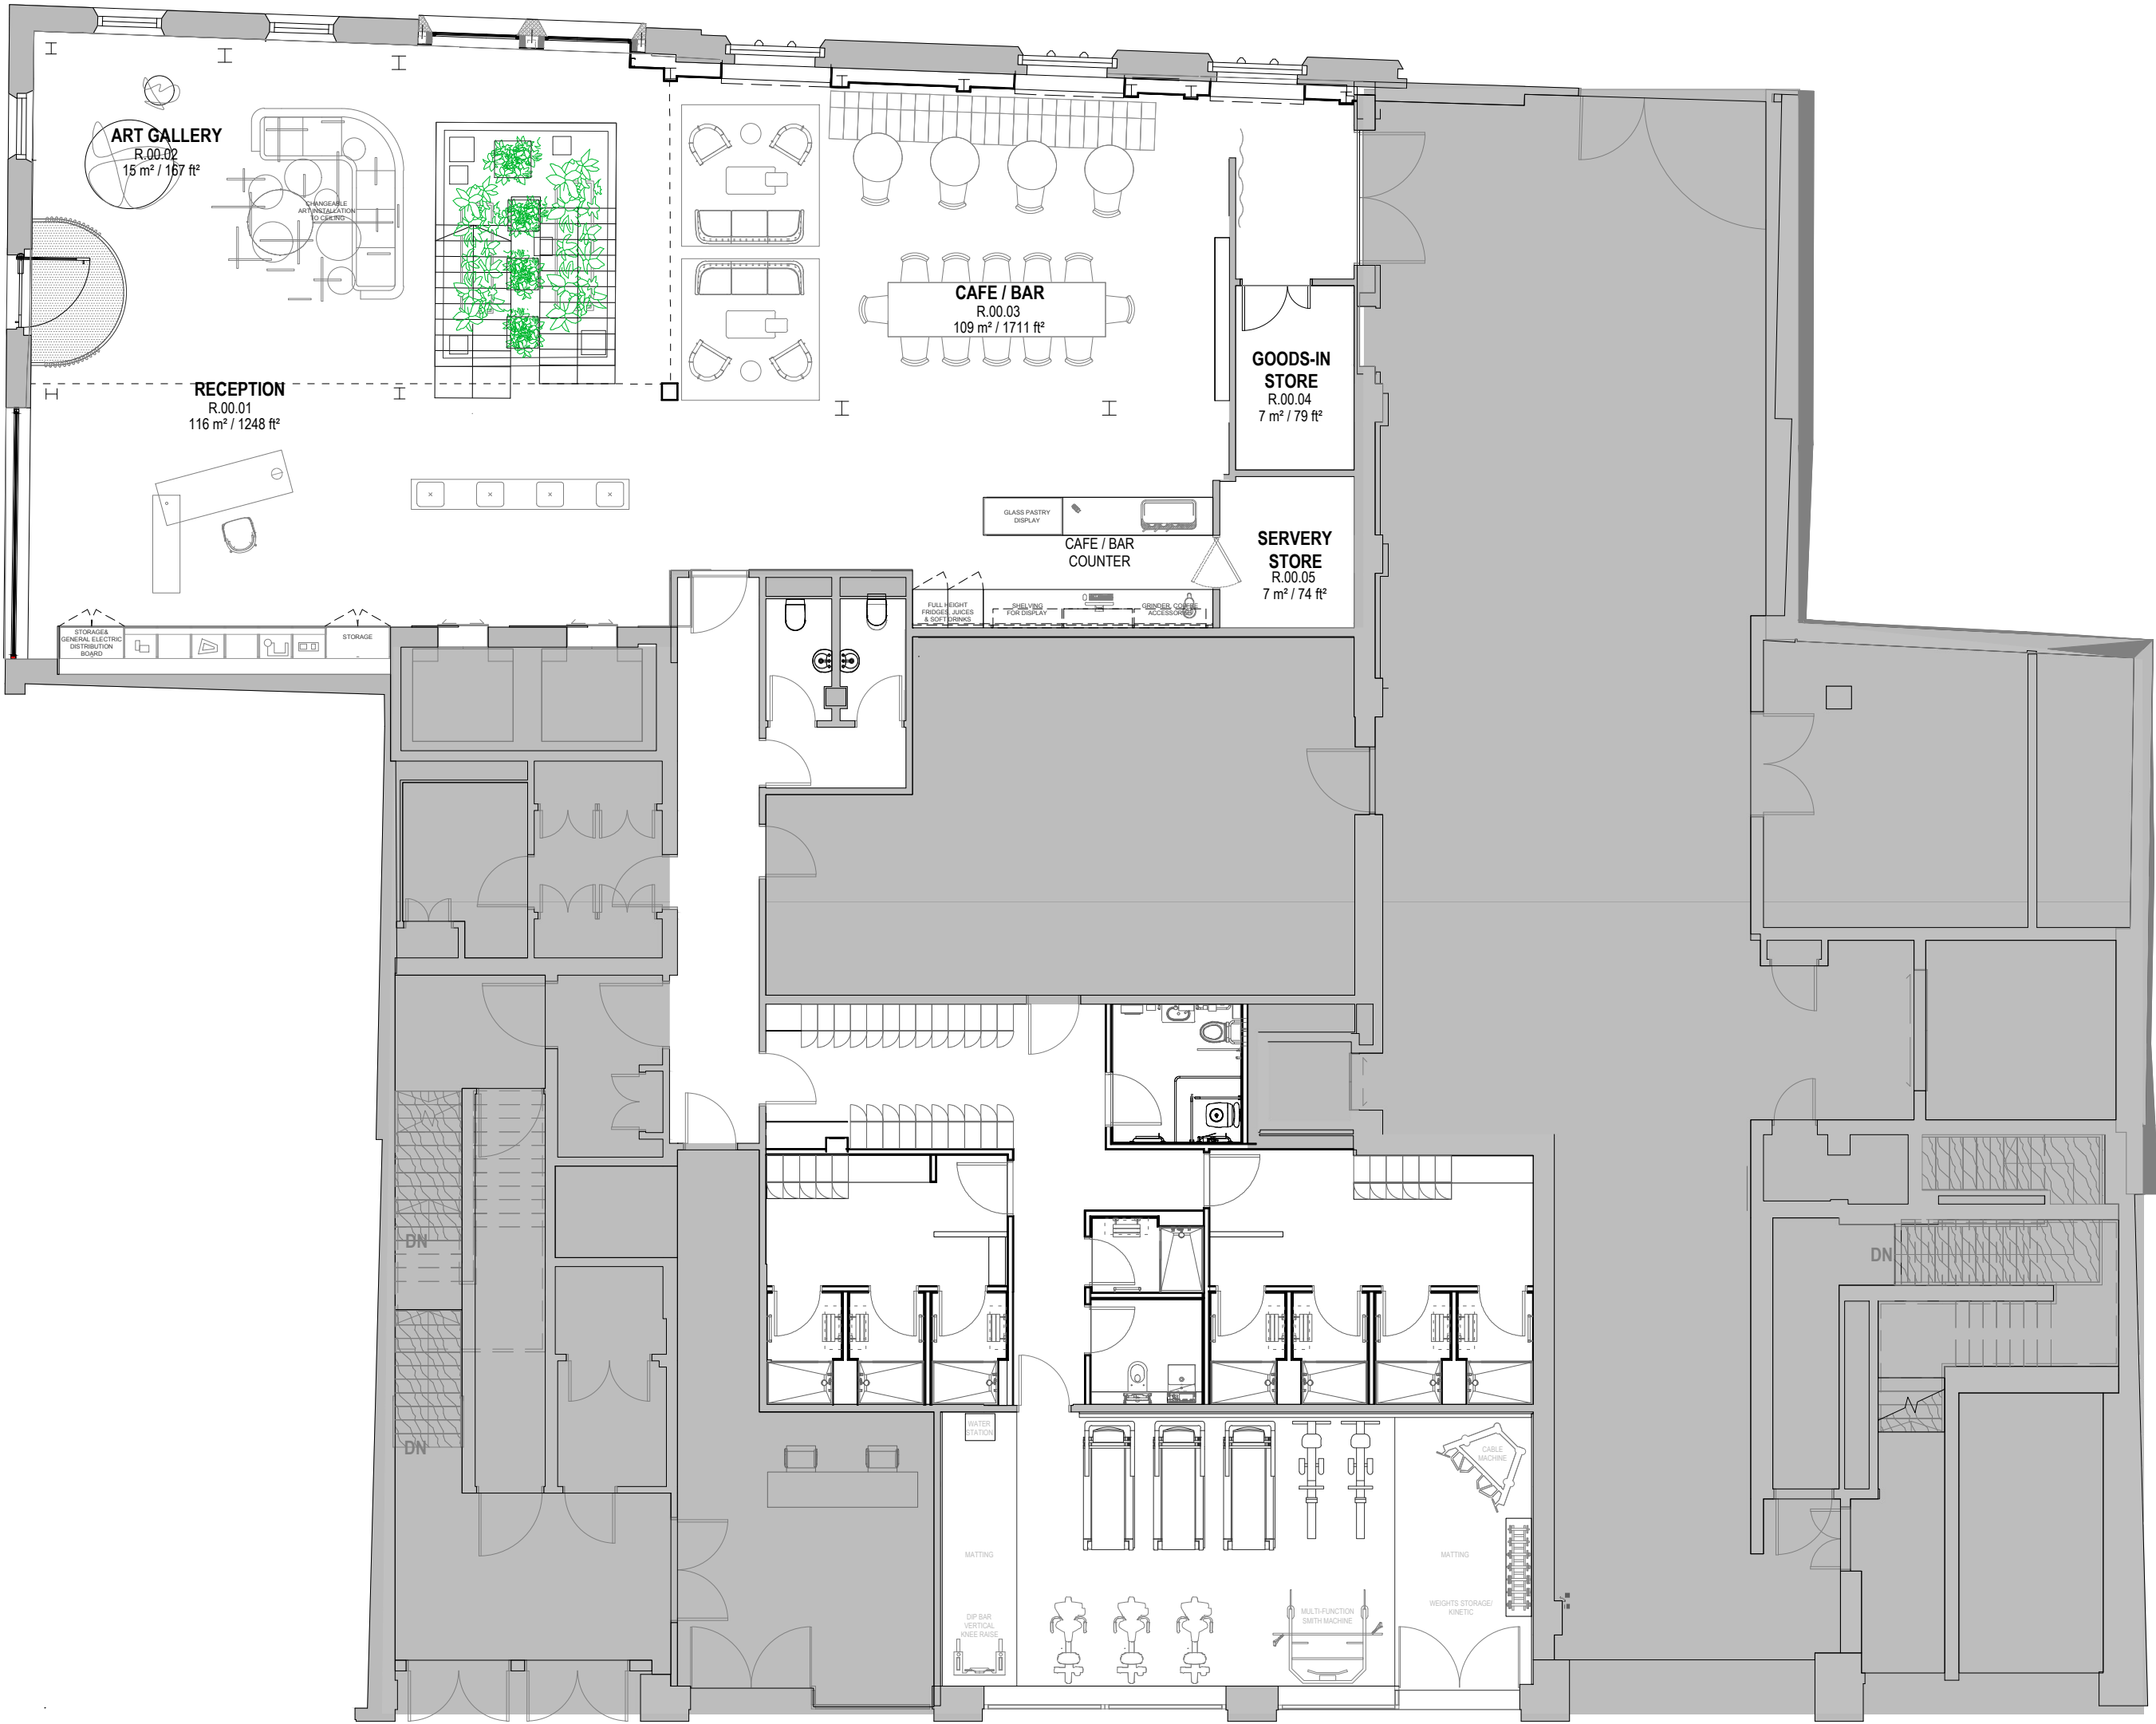 ART GALLERY
R.00.02
15 m² / 167 ft²
CHANGEABLE
ART INSTALLATION
TO CEILING
CAFE / BAR
R.00.03
109 m² / 1711 ft²
GOODS-IN
STORE
R.00.04
7 m² / 79 ft²
RECEPTION
R.00.01
116 m² / 1248 ft²
GLASS PASTRY
DISPLAY
CAFE / BAR
COUNTER
SERVERY
STORE
R.00.05
7 m² / 74 ft²
FULL HEIGHT
FRIDGES, JUICES
& SOFT DRINKS
SHELVING
FOR DISPLAY
GRINDER, COFFEE
ACCESSORIES
STORAGE&
GENERAL ELECTRIC
DISTRIBUTION
BOARD
STORAGE
DN
DN
DN
WATER
STATION
CABLE
MACHINE
MATTING
MATTING
DIP BAR
VERTICAL
KNEE RAISE
MULTI-FUNCTION
SMITH MACHINE
WEIGHTS STORAGE/
KINETIC